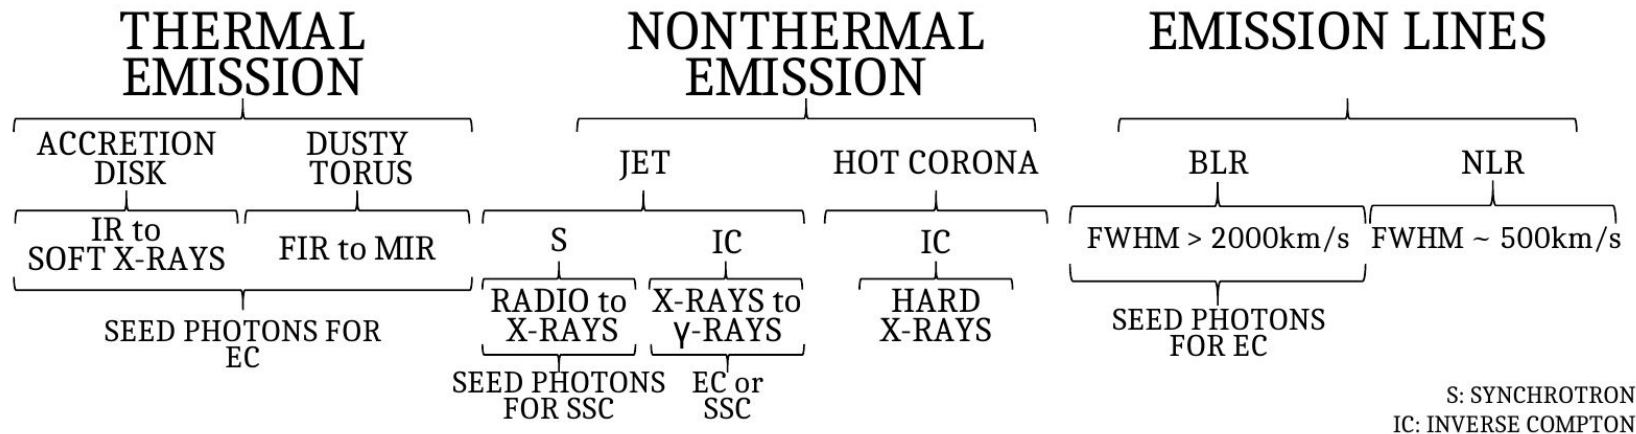 THERMAL
EMISSION
ACCRETION
DISK
DUSTY
TORUS
IR to
SOFT X-RAYS
FIR to MIR
SEED PHOTONS FOR
EC
NONTHERMAL
EMISSION
JET
HOT CORONA
S
IC
IC
RADIO to
X-RAYS
X-RAYS to
γ-RAYS
HARD
X-RAYS
SEED PHOTONS
FOR SSC
EC or
SSC
EMISSION LINES
BLR
NLR
FWHM > 2000km/s
FWHM ~ 500km/s
SEED PHOTONS
FOR EC
S: SYNCHROTRON
IC: INVERSE COMPTON